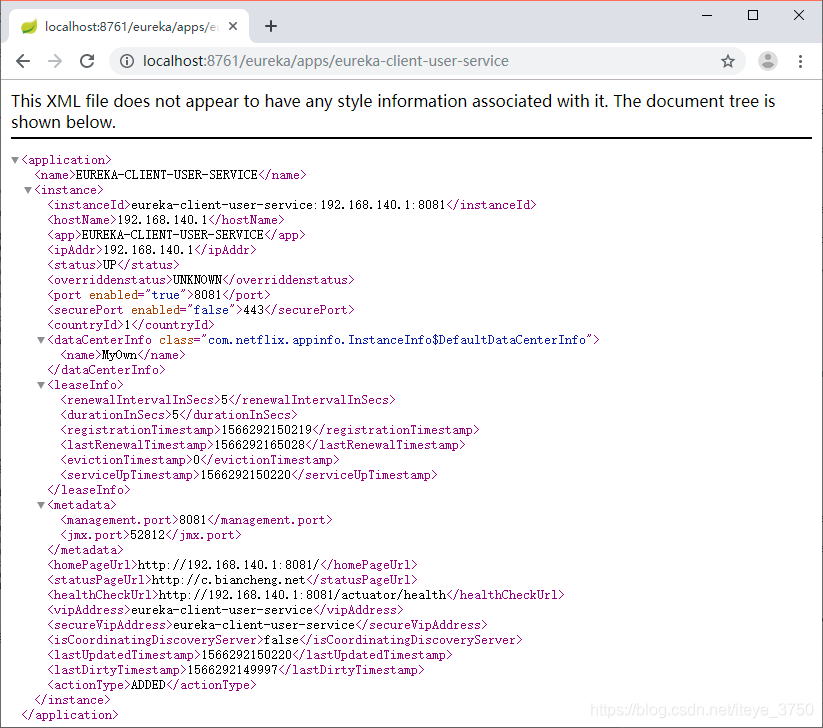 localhost:8761/eureka/apps/eu
localhost:8761/eureka/apps/eureka-client-user-service
This XML file does not appear to have any style information associated with it. The document tree is
shown below.
▼<application>
<name>EUREKA-CLIENT-USER-SERVICE</name>
▼<instance>
<instanceId>eureka-client-user-service:192.168.140.1:8081</instanceId>
<hostName>192.168.140.1</hostName>
<app>EUREKA-CLIENT-USER-SERVICE</app>
<ipAddr>192.168.140.1</ipAddr>
<status>UP</status>
<overriddenstatus>UNKNOWN</overriddenstatus>
<port enabled="true">8081</port>
<securePort enabled="false">443</securePort>
<countryId>1</countryId>
▼<dataCenterInfo class="com.netflix.appinfo.InstanceInfo$DefaultDataCenterInfo">
<name>MyOwn</name>
</dataCenterInfo>
▼<leaseInfo>
<renewalIntervalInSecs>5</renewalIntervalInSecs>
<durationInSecs>5</durationInSecs>
<registrationTimestamp>1566292150219</registrationTimestamp>
<lastRenewalTimestamp>1566292165028</lastRenewalTimestamp>
<evictionTimestamp>0</evictionTimestamp>
<serviceUpTimestamp>1566292150220</serviceUpTimestamp>
</leaseInfo>
▼<metadata>
<management.port>8081</management.port>
<jmx.port>52812</jmx.port>
</metadata>
<homePageUrl>http://192.168.140.1:8081/</homePageUrl>
<statusPageUrl>http://c.biancheng.net</statusPageUrl>
<healthCheckUrl>http://192.168.140.1:8081/actuator/health</healthCheckUrl>
<vipAddress>eureka-client-user-service</vipAddress>
<secureVipAddress>eureka-client-user-service</secureVipAddress>
<isCoordinatingDiscoveryServer>false</isCoordinatingDiscoveryServer>
<lastUpdatedTimestamp>1566292150220</lastUpdatedTimestamp>
<lastDirtyTimestamp>1566292149997</lastDirtyTimestamp>
<actionType>ADDED</actionType>
</instance>
</application>
https://blog.csdn.net/iteye_3750